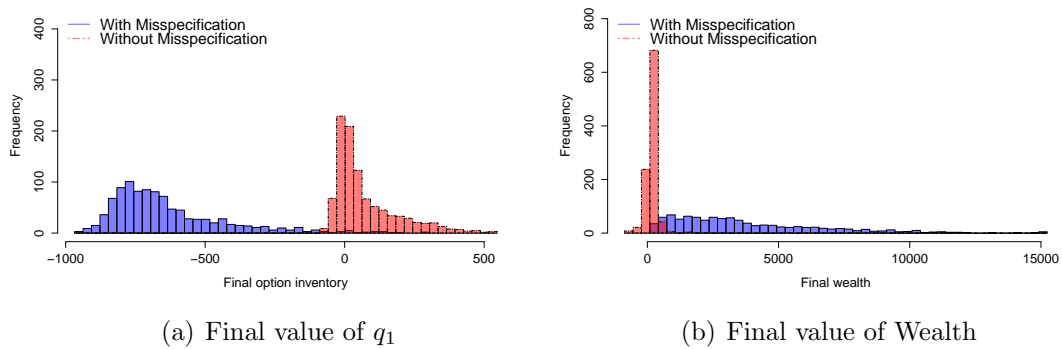 With Misspecification
Without Misspecification
Frequency
0 100 200 300 400
−1000 −500 0 500
Final option inventory
(a) Final value of q1
With Misspecification
Without Misspecification
Frequency
0 200 400 600 800
0 5000 10000 15000
Final wealth
(b) Final value of Wealth